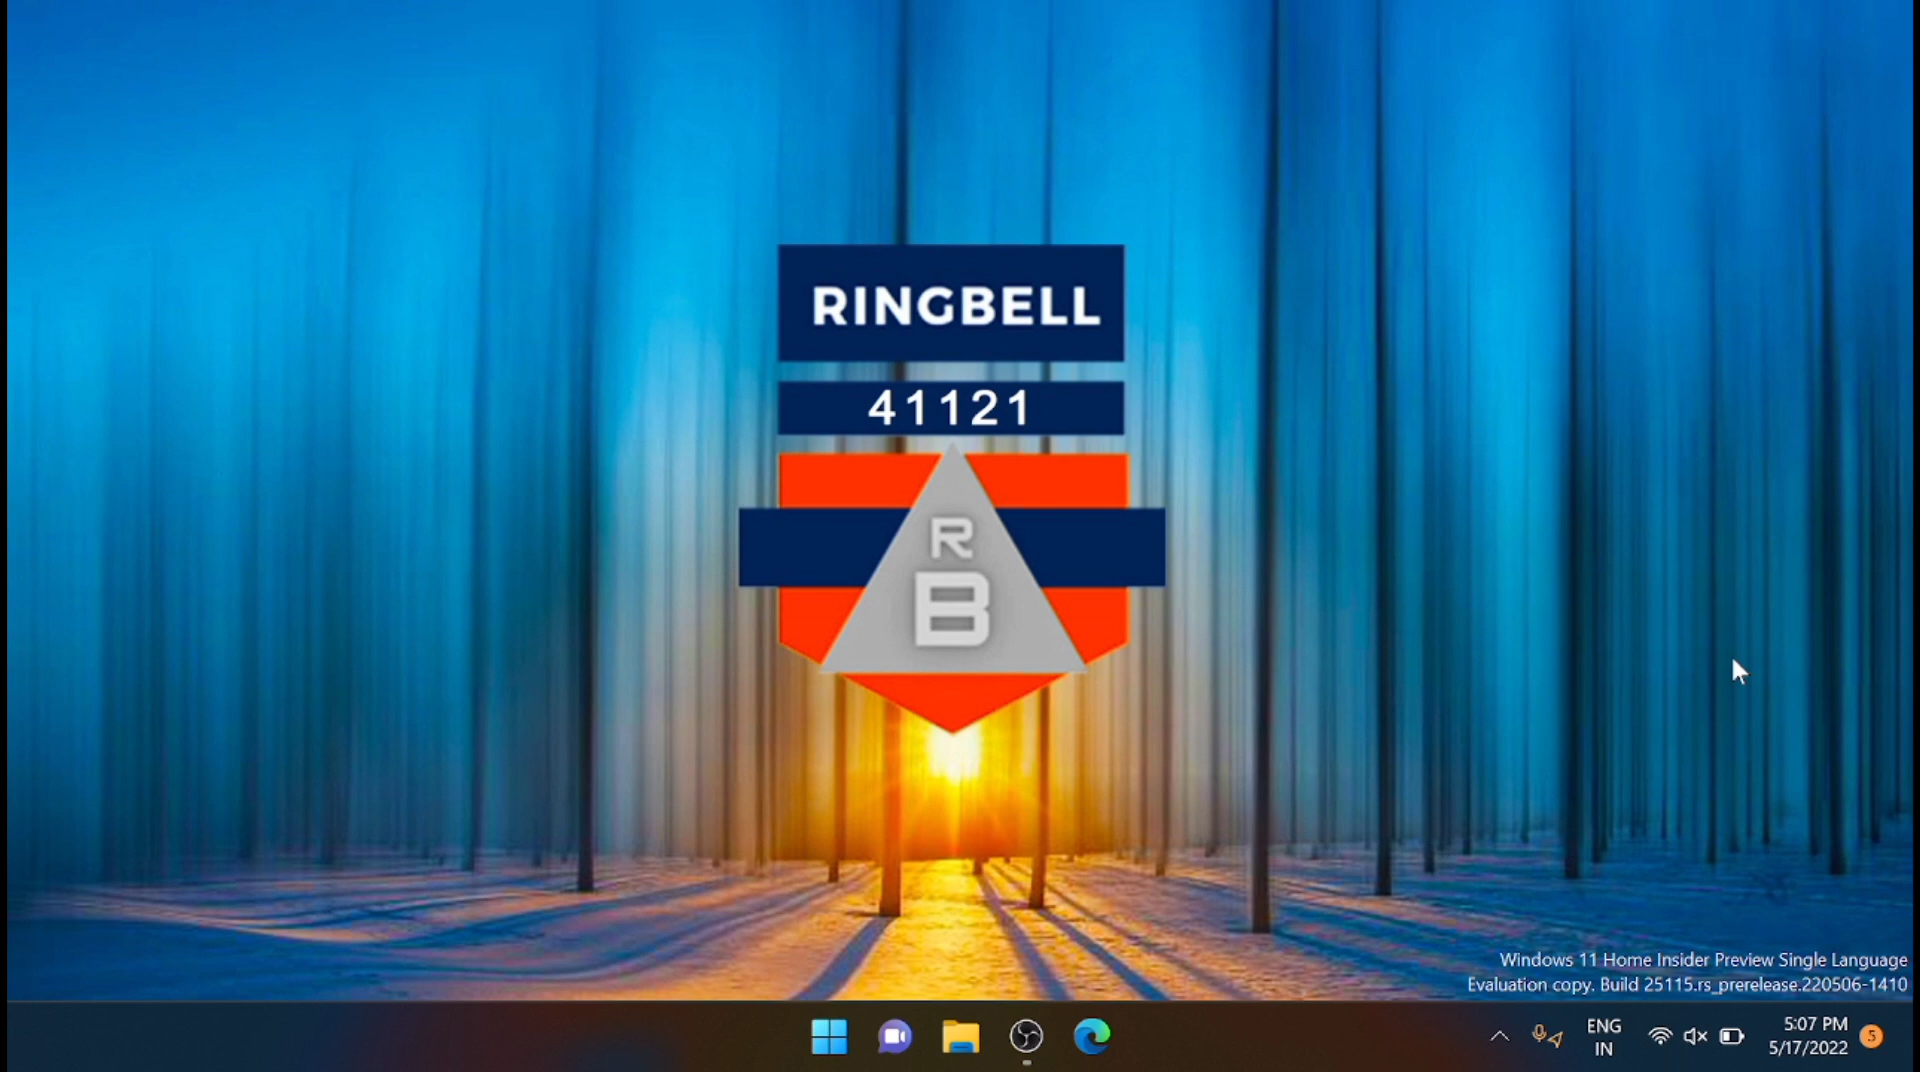 RINGBELL
41121
R
B
Windows 11 Home Insider Preview Single Language
Evaluation copy. Build 25115.rs_prerelease.220506-1410
ENG
IN
5:07 PM
5/17/2022
5